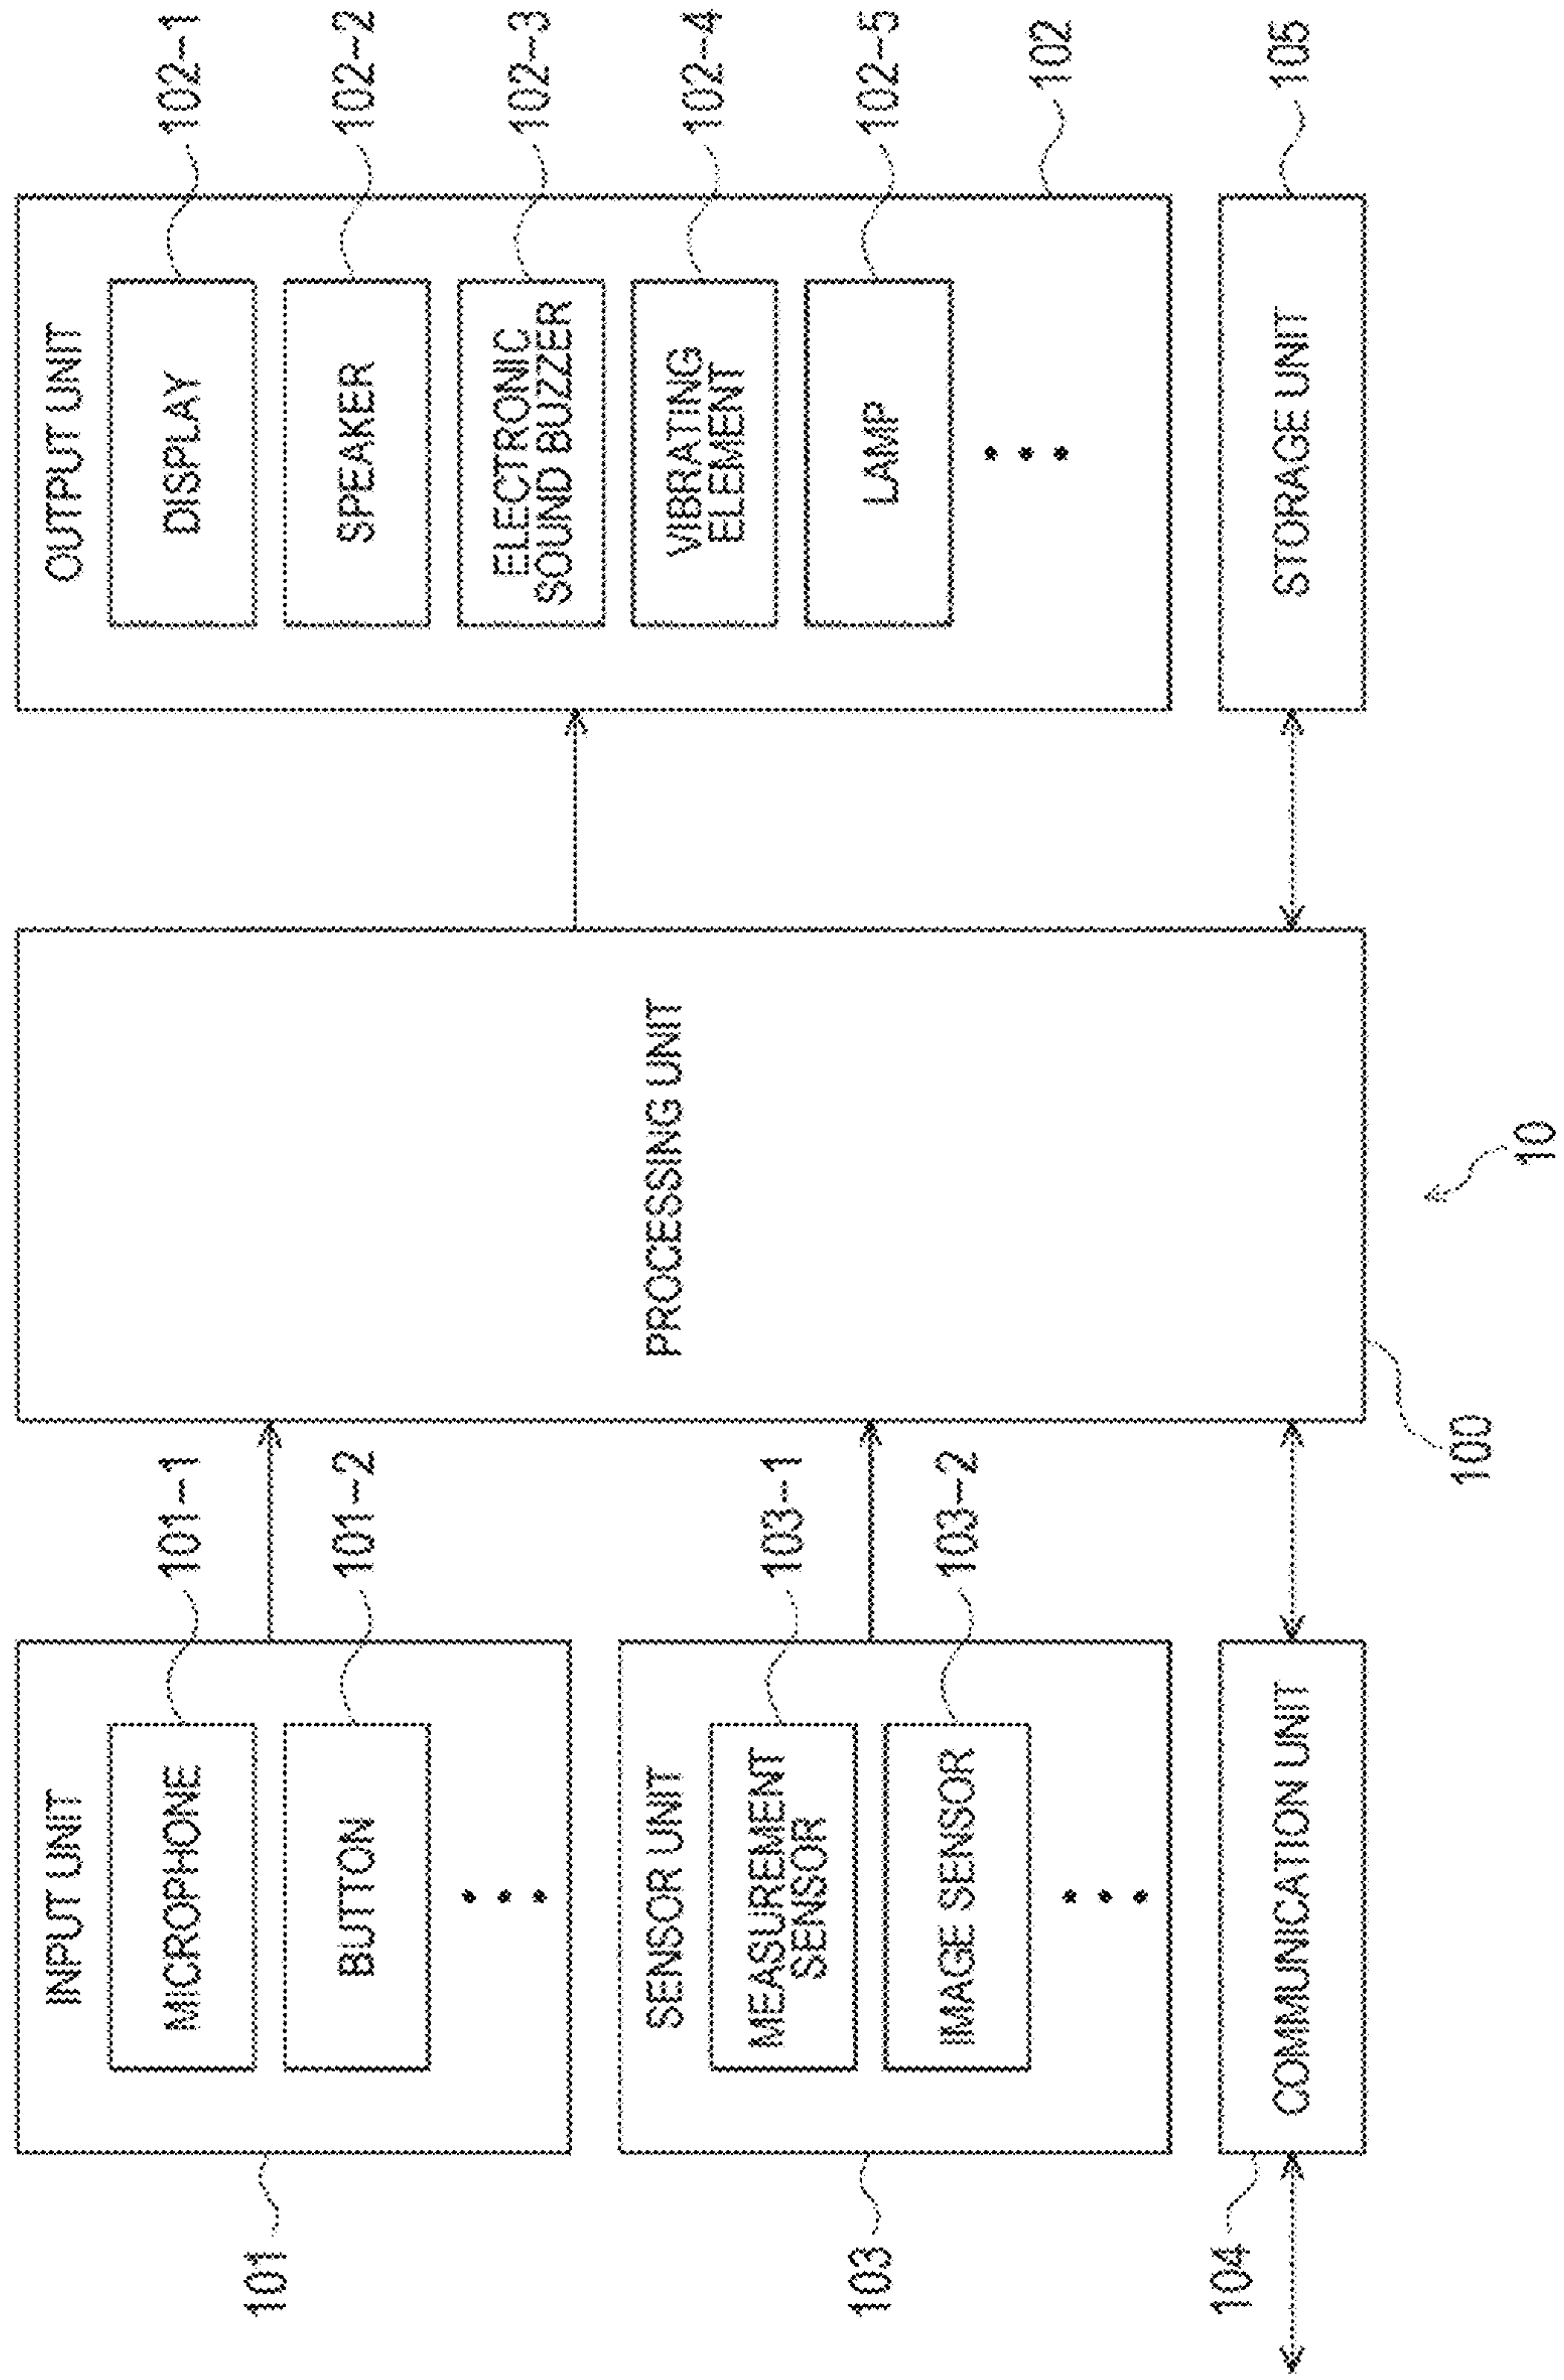 INPUT UNIT
MICROPHONE
101-1
BUTTON
101-2
101
SENSOR UNIT
MEASUREMENT
SENSOR
103-1
IMAGE SENSOR
103-2
103
COMMUNICATION UNIT
104
PROCESSING UNIT
100
OUTPUT UNIT
DISPLAY
102-1
SPEAKER
102-2
ELECTRONIC
SOUND BUZZER
102-3
VIBRATING
ELEMENT
102-4
LAMP
102-5
102
STORAGE UNIT
105
10